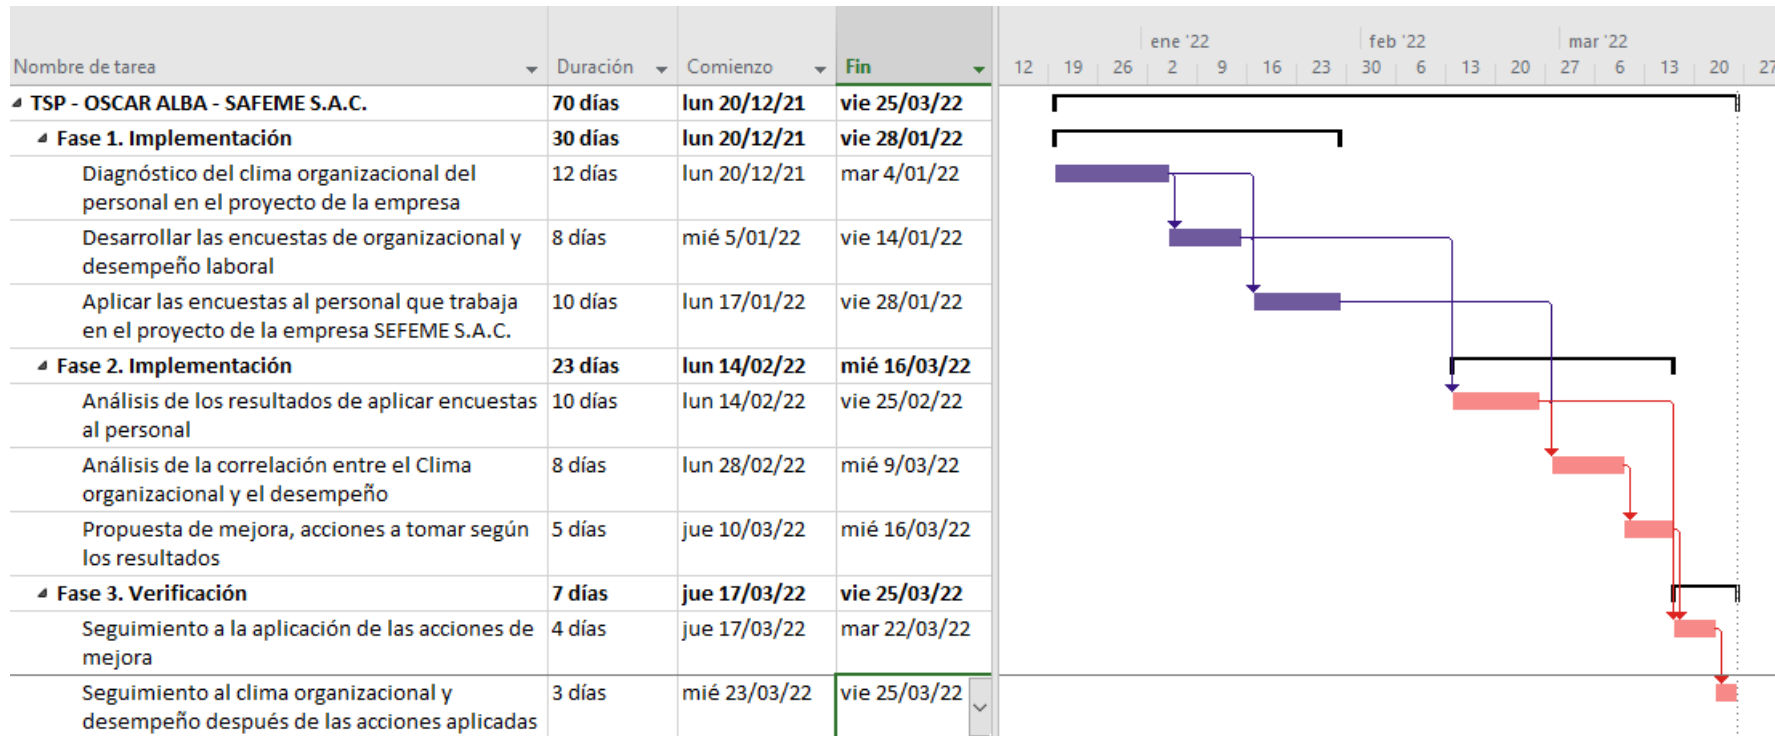 ene '22 feb '22 mar '22
Nombre de tarea Duración Comienzo Fin 12 19 26 2 9 16 23 30 6 13 20 27 6 13 20 27
TSP - OSCAR ALBA - SAFEME S.A.C. 70 días lun 20/12/21 vie 25/03/22
Fase 1. Implementación 30 días lun 20/12/21 vie 28/01/22
Diagnóstico del clima organizacional del 12 días lun 20/12/21 mar 4/01/22
personal en el proyecto de la empresa
Desarrollar las encuestas de organizacional y 8 días mié 5/01/22 vie 14/01/22
desempeño laboral
Aplicar las encuestas al personal que trabaja 10 días lun 17/01/22 vie 28/01/22
en el proyecto de la empresa SEFEME S.A.C.
Fase 2. Implementación 23 días lun 14/02/22 mié 16/03/22
Análisis de los resultados de aplicar encuestas 10 días lun 14/02/22 vie 25/02/22
al personal
Análisis de la correlación entre el Clima 8 días lun 28/02/22 mié 9/03/22
organizacional y el desempeño
Propuesta de mejora, acciones a tomar según 5 días jue 10/03/22 mié 16/03/22
los resultados
Fase 3. Verificación 7 días jue 17/03/22 vie 25/03/22
Seguimiento a la aplicación de las acciones de 4 días jue 17/03/22 mar 22/03/22
mejora
Seguimiento al clima organizacional y 3 días mié 23/03/22 vie 25/03/22
desempeño después de las acciones aplicadas